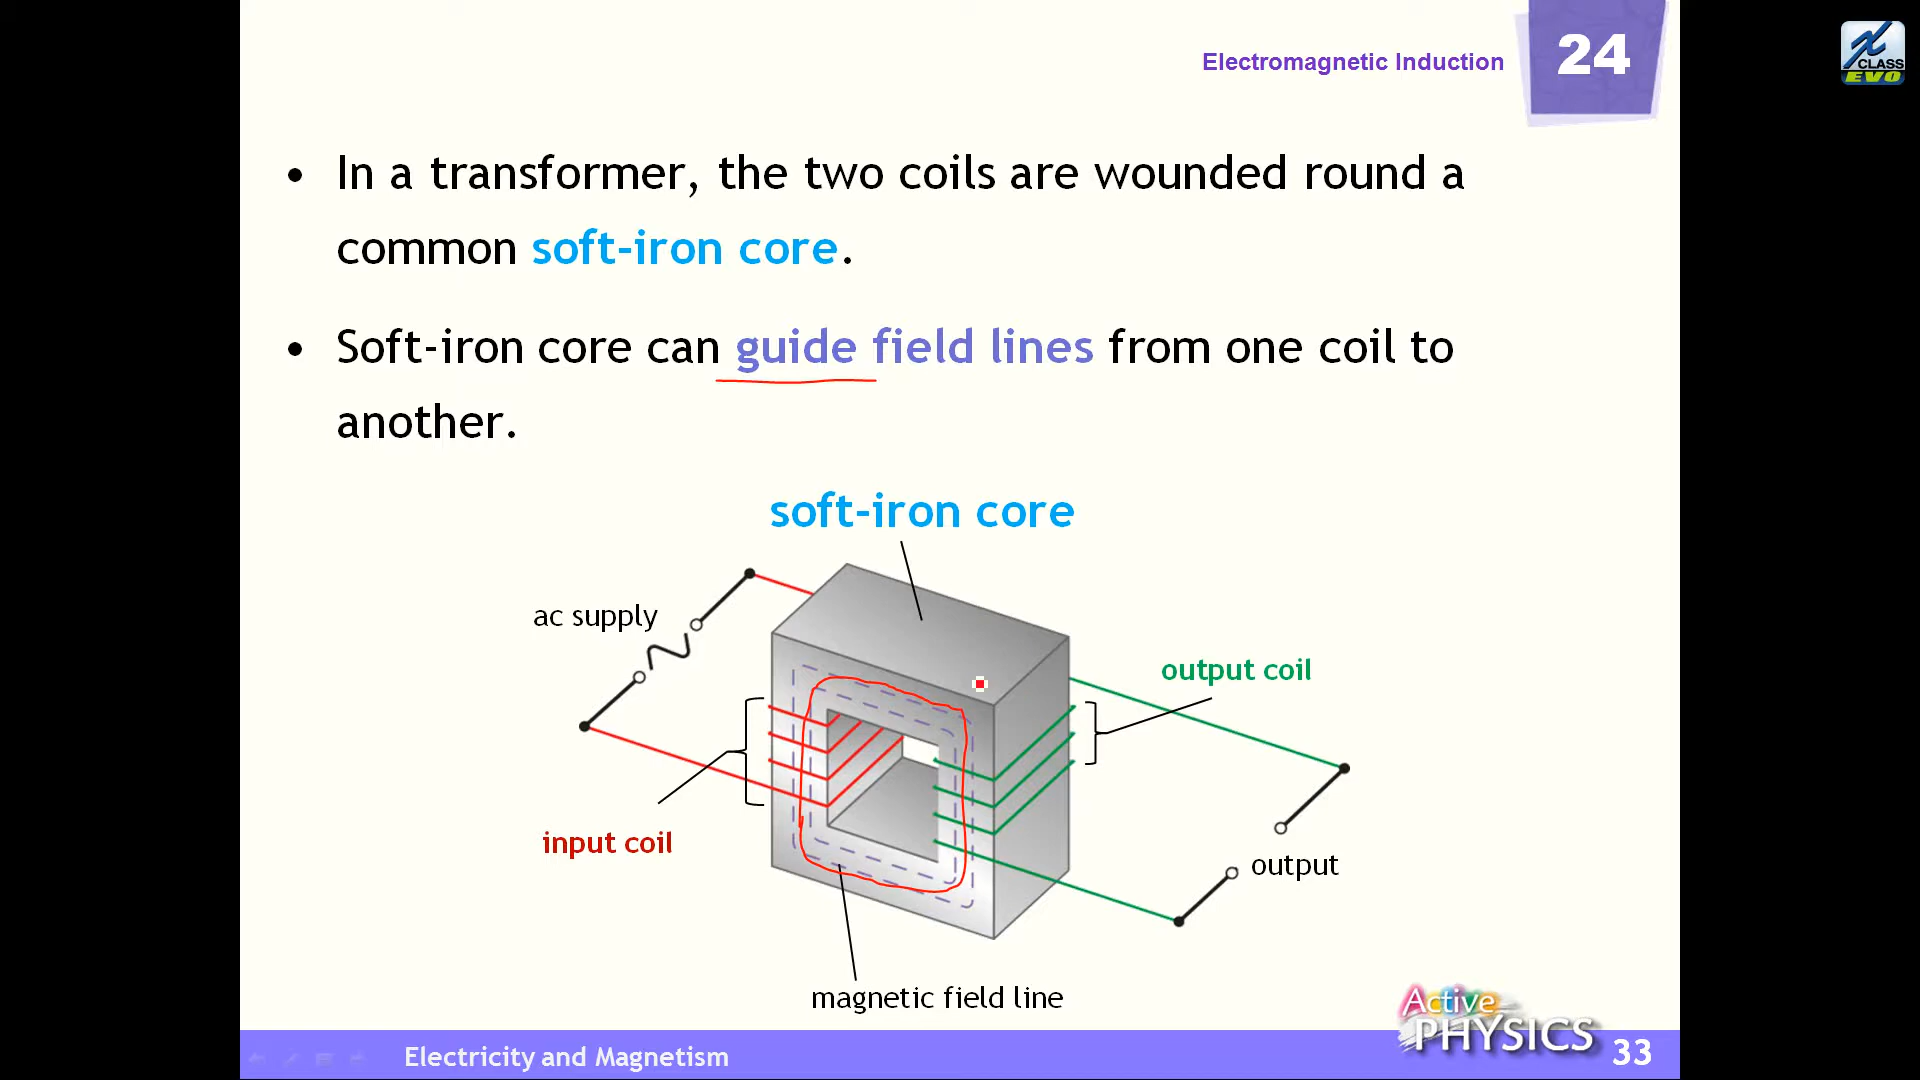 Electromagnetic Induction
24
CLASS
EVO
• In a transformer, the two coils are wounded round a
common soft-iron core.
• Soft-iron core can guide field lines from one coil to
another.
soft-iron core
ac supply
output coil
input coil
output
magnetic field line
Active
PHYSICS
Electricity and Magnetism
33